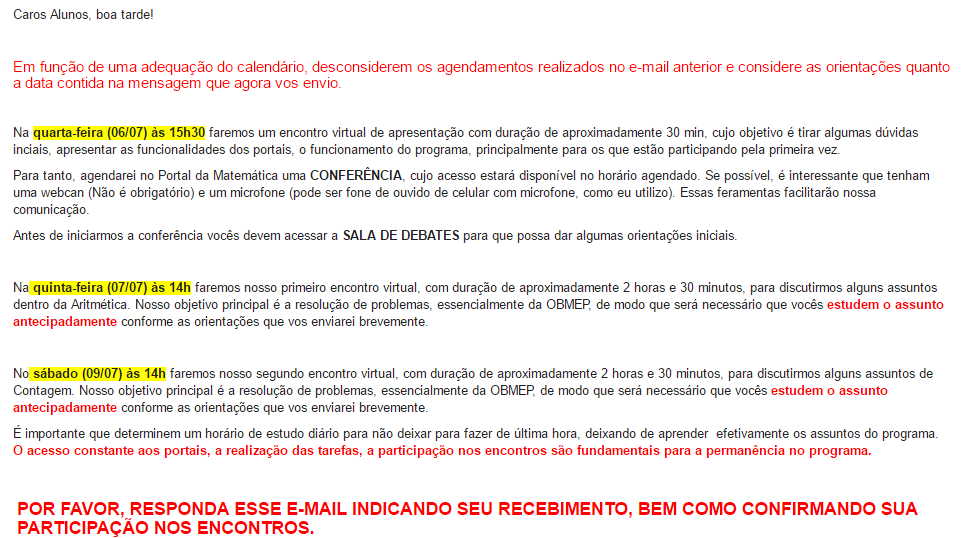 Caros Alunos, boa tarde!
Em função de uma adequação do calendário, desconsiderem os agendamentos realizados no e-mail anterior e considere as orientações quanto
a data contida na mensagem que agora vos envio.
Na quarta-feira (06/07) às 15h30 faremos um encontro virtual de apresentação com duração de aproximadamente 30 min, cujo objetivo é tirar algumas dúvidas
inciais, apresentar as funcionalidades dos portais, o funcionamento do programa, principalmente para os que estão participando pela primeira vez.
Para tanto, agendarei no Portal da Matemática uma CONFERÊNCIA, cujo acesso estará disponível no horário agendado. Se possível, é interessante que tenham
uma webcan (Não é obrigatório) e um microfone (pode ser fone de ouvido de celular com microfone, como eu utilizo). Essas feramentas facilitarão nossa
comunicação.
Antes de iniciarmos a conferência vocês devem acessar a SALA DE DEBATES para que possa dar algumas orientações iniciais.
Na quinta-feira (07/07) às 14h faremos nosso primeiro encontro virtual, com duração de aproximadamente 2 horas e 30 minutos, para discutirmos alguns assuntos
dentro da Aritmética. Nosso objetivo principal é a resolução de problemas, essencialmente da OBMEP, de modo que será necessário que vocês estudem o assunto
antecipadamente conforme as orientações que vos enviarei brevemente.
No sábado (09/07) às 14h faremos nosso segundo encontro virtual, com duração de aproximadamente 2 horas e 30 minutos, para discutirmos alguns assuntos de
Contagem. Nosso objetivo principal é a resolução de problemas, essencialmente da OBMEP, de modo que será necessário que vocês estudem o assunto
antecipadamente conforme as orientações que vos enviarei brevemente.
É importante que determinem um horário de estudo diário para não deixar para fazer de última hora, deixando de aprender efetivamente os assuntos do programa.
O acesso constante aos portais, a realização das tarefas, a participação nos encontros são fundamentais para a permanência no programa.
POR FAVOR, RESPONDA ESSE E-MAIL INDICANDO SEU RECEBIMENTO, BEM COMO CONFIRMANDO SUA
PARTICIPAÇÃO NOS ENCONTROS.